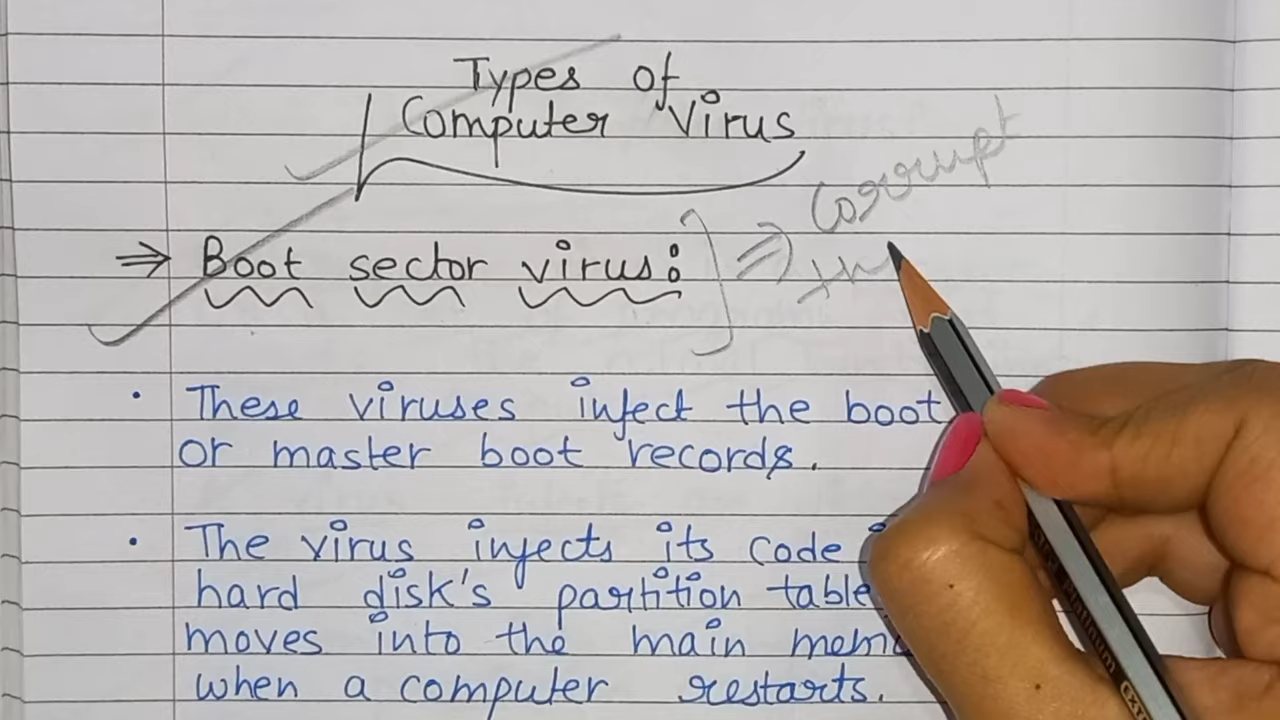 Types of
Computer Virus
⇒ Boot sector virus: ⇒ Corrupt
• These viruses infect the boot
or master boot records.
• The virus injects its code
hard disk's partition table
moves into the main
when a computer restarts.